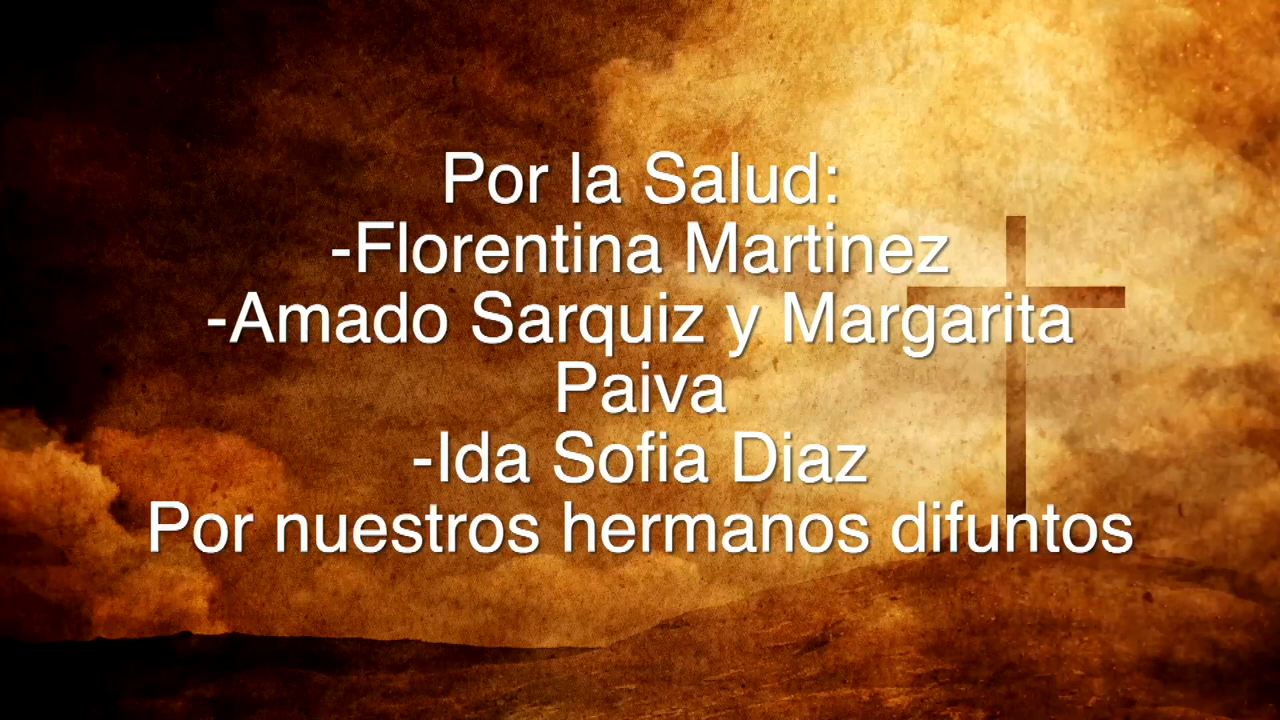 Por la Salud:
-Florentina Martinez
-Amado Sarquiz y Margarita
Paiva
-Ida Sofia Diaz
Por nuestros hermanos difuntos